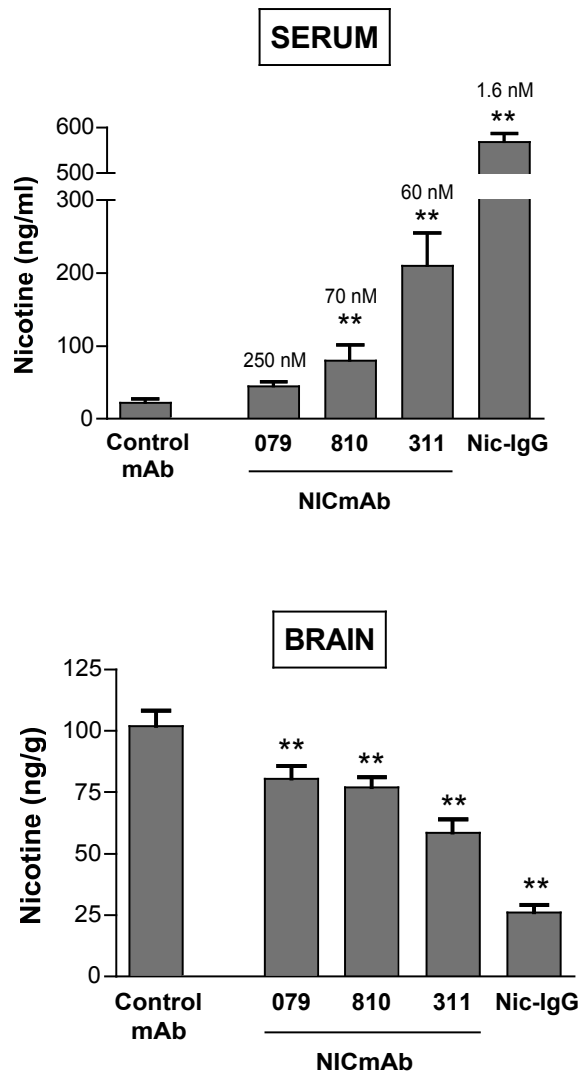 SERUM
1.6 nM
**
600
500
60 nM
**
300
70 nM
**
200
250 nM
100
0
Nicotine (ng/ml)
Control 079 810 311 Nic-IgG
mAb
NICmAb
BRAIN
125
100
**
**
75
**
50
**
25
0
Nicotine (ng/g)
Control 079 810 311 Nic-IgG
mAb
NICmAb